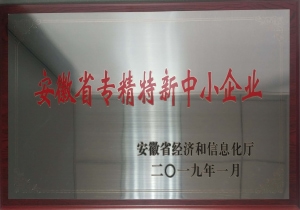 安徽省专精特新中小企业
安徽省经济和信息化厅
二〇一九年一月